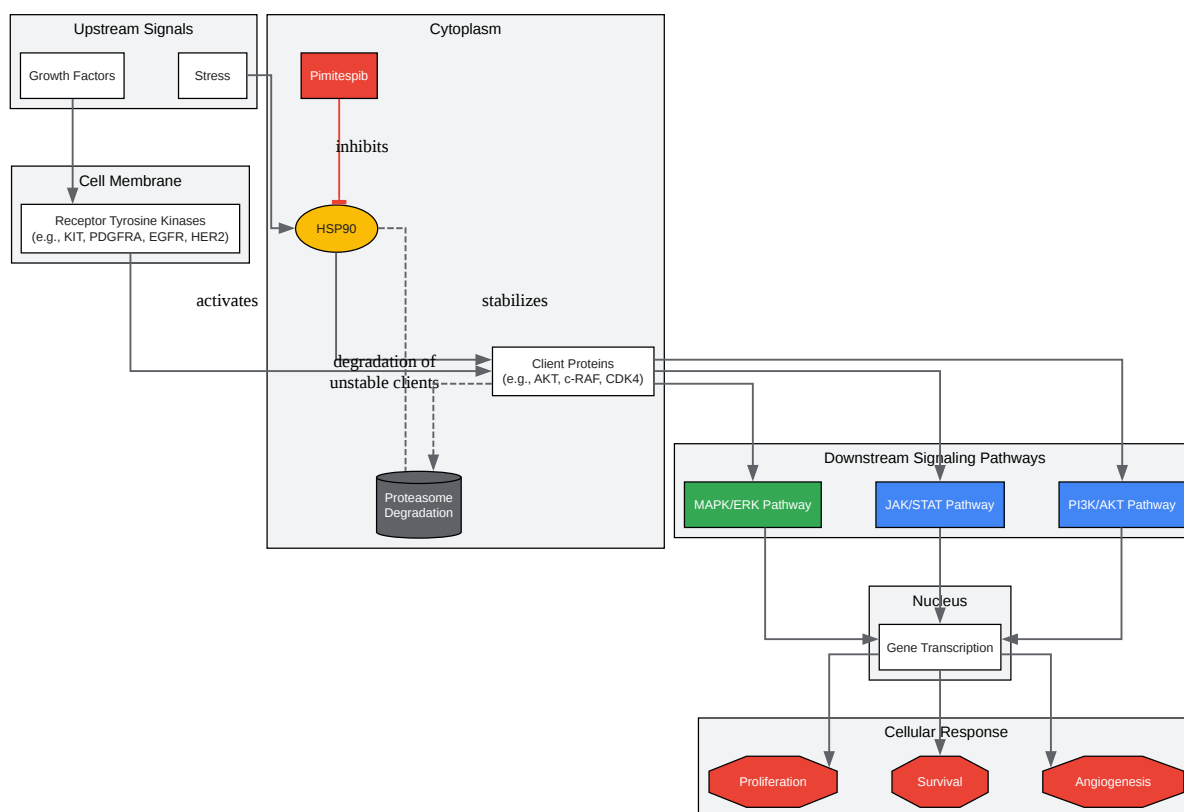 Upstream Signals
Growth Factors
Stress
Cytoplasm
Pimitespib
inhibits
Cell Membrane
Receptor Tyrosine Kinases
(e.g., KIT, PDGFRA, EGFR, HER2)
HSP90
activates
stabilizes
degradation of
unstable clients
Client Proteins
(e.g., AKT, c-RAF, CDK4)
Proteasome
Degradation
Downstream Signaling Pathways
MAPK/ERK Pathway
JAK/STAT Pathway
PI3K/AKT Pathway
Nucleus
Gene Transcription
Cellular Response
Proliferation
Survival
Angiogenesis